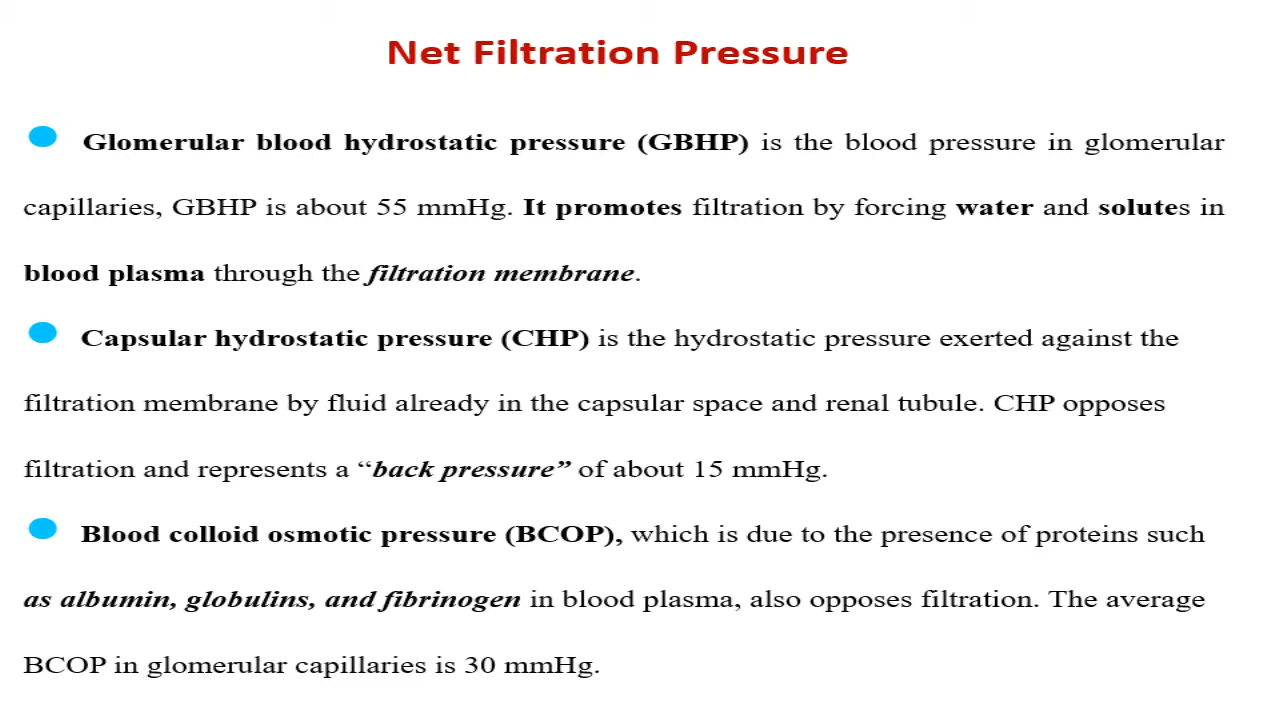 Net Filtration Pressure
Glomerular blood hydrostatic pressure (GBHP) is the blood pressure in glomerular
capillaries, GBHP is about 55 mmHg. It promotes filtration by forcing water and solutes in
blood plasma through the filtration membrane.
Capsular hydrostatic pressure (CHP) is the hydrostatic pressure exerted against the
filtration membrane by fluid already in the capsular space and renal tubule. CHP opposes
filtration and represents a “back pressure” of about 15 mmHg.
Blood colloid osmotic pressure (BCOP), which is due to the presence of proteins such
as albumin, globulins, and fibrinogen in blood plasma, also opposes filtration. The average
BCOP in glomerular capillaries is 30 mmHg.